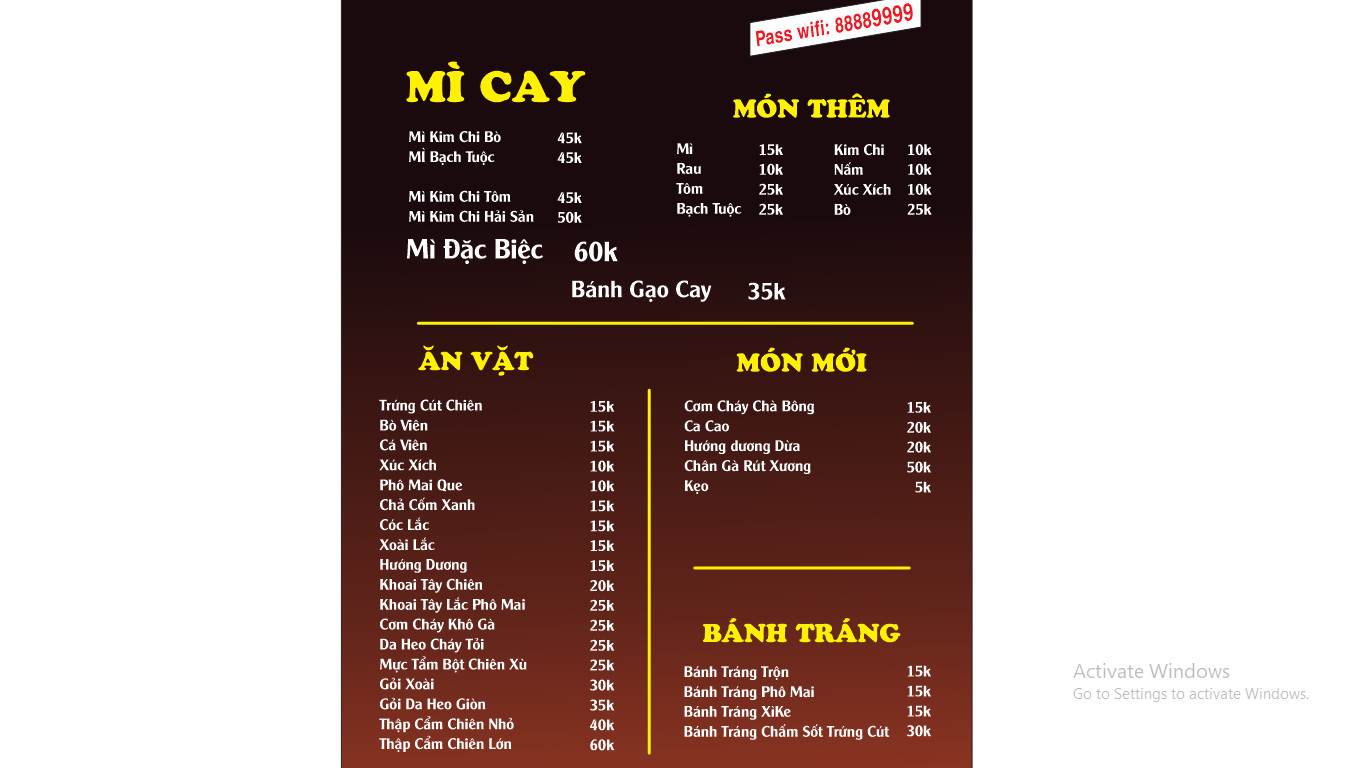 Pass wifi: 88889999
MÌ CAY
Mì Kim Chi Bò 45k
MÌ Bạch Tuộc 45k
Mì Kim Chi Tôm 45k
Mì Kim Chi Hải Sản 50k
Mì Đặc Biệc 60k
Bánh Gạo Cay 35k
MÓN THÊM
Mì 15k Kim Chi 10k
Rau 10k Nấm 10k
Tôm 25k Xúc Xích 10k
Bạch Tuộc 25k Bò 25k
ĂN VẶT
Trứng Cút Chiên 15k
Bò Viên 15k
Cá Viên 15k
Xúc Xích 10k
Phô Mai Que 10k
Chả Cốm Xanh 15k
Cóc Lắc 15k
Xoài Lắc 15k
Hướng Dương 15k
Khoai Tây Chiên 20k
Khoai Tây Lắc Phô Mai 25k
Cơm Cháy Khô Gà 25k
Da Heo Cháy Tỏi 25k
Mực Tẩm Bột Chiên Xù 25k
Gỏi Xoài 30k
Gỏi Da Heo Giòn 35k
Thập Cẩm Chiên Nhỏ 40k
Thập Cẩm Chiên Lớn 60k
MÓN MỚI
Cơm Cháy Chà Bông 15k
Ca Cao 20k
Hướng dương Dừa 20k
Chân Gà Rút Xương 50k
Kẹo 5k
BÁNH TRÁNG
Bánh Tráng Trộn 15k
Bánh Tráng Phô Mai 15k
Bánh Tráng XìKe 15k
Bánh Tráng Chấm Sốt Trứng Cút 30k
Activate Windows
Go to Settings to activate Windows.